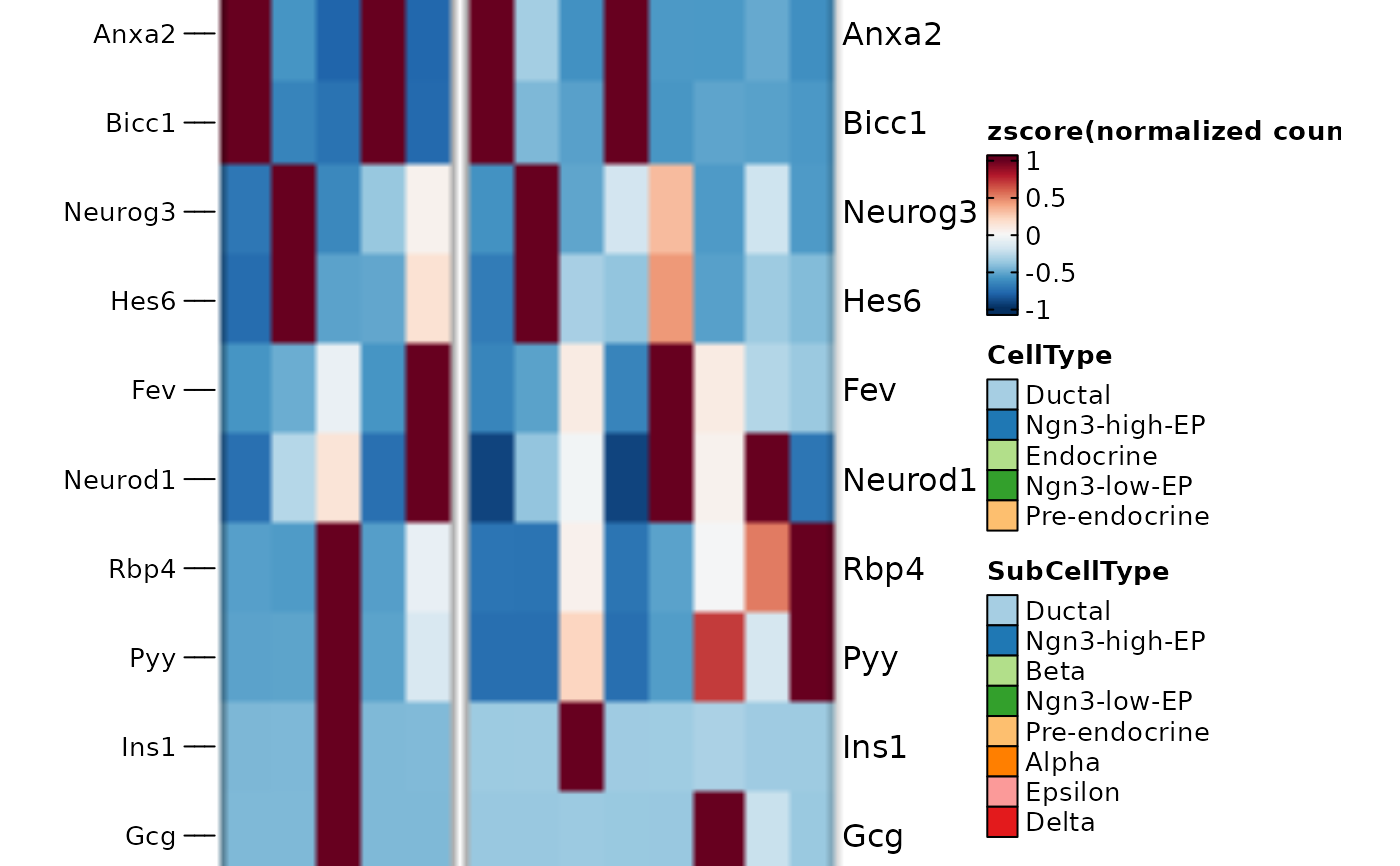 Anxa2
Bicc1
Neurog3
Hes6
Fev
Neurod1
Rbp4
Pyy
Ins1
Gcg
Anxa2
Bicc1
Neurog3
Hes6
Fev
Neurod1
Rbp4
Pyy
Ins1
Gcg
zscore(normalized coun
1
0.5
0
-0.5
-1
CellType
Ductal
Ngn3-high-EP
Endocrine
Ngn3-low-EP
Pre-endocrine
SubCellType
Ductal
Ngn3-high-EP
Beta
Ngn3-low-EP
Pre-endocrine
Alpha
Epsilon
Delta